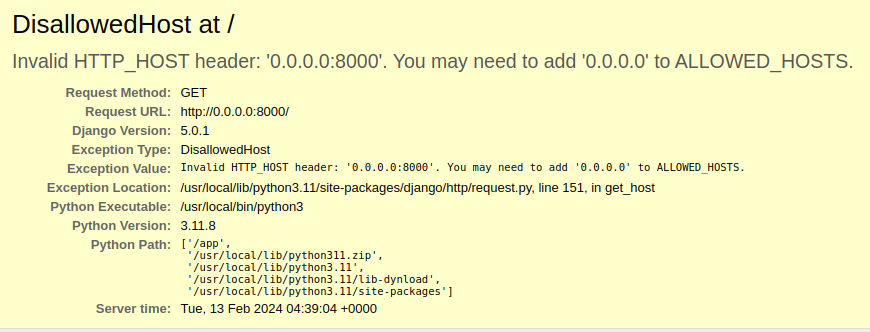 DisallowedHost at /
Invalid HTTP_HOST header: '0.0.0.0:8000'. You may need to add '0.0.0.0' to ALLOWED_HOSTS.
Request Method: GET
Request URL: http://0.0.0.0:8000/
Django Version: 5.0.1
Exception Type: DisallowedHost
Exception Value: Invalid HTTP_HOST header: '0.0.0.0:8000'. You may need to add '0.0.0.0' to ALLOWED_HOSTS.
Exception Location: /usr/local/lib/python3.11/site-packages/django/http/request.py, line 151, in get_host
Python Executable: /usr/local/bin/python3
Python Version: 3.11.8
Python Path: ['/app',
'/usr/local/lib/python311.zip',
'/usr/local/lib/python3.11',
'/usr/local/lib/python3.11/lib-dynload',
'/usr/local/lib/python3.11/site-packages']
Server time: Tue, 13 Feb 2024 04:39:04 +0000